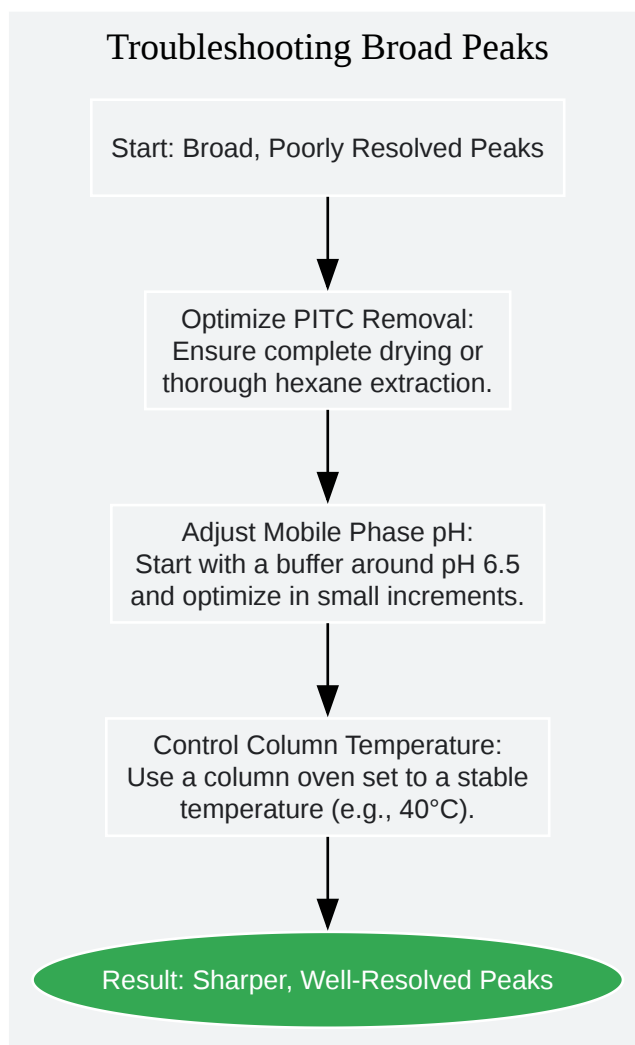 Troubleshooting Broad Peaks
Start: Broad, Poorly Resolved Peaks
Optimize PITC Removal:
Ensure complete drying or
thorough hexane extraction.
Adjust Mobile Phase pH:
Start with a buffer around pH 6.5
and optimize in small increments.
Control Column Temperature:
Use a column oven set to a stable
temperature (e.g., 40°C).
Result: Sharper, Well-Resolved Peaks